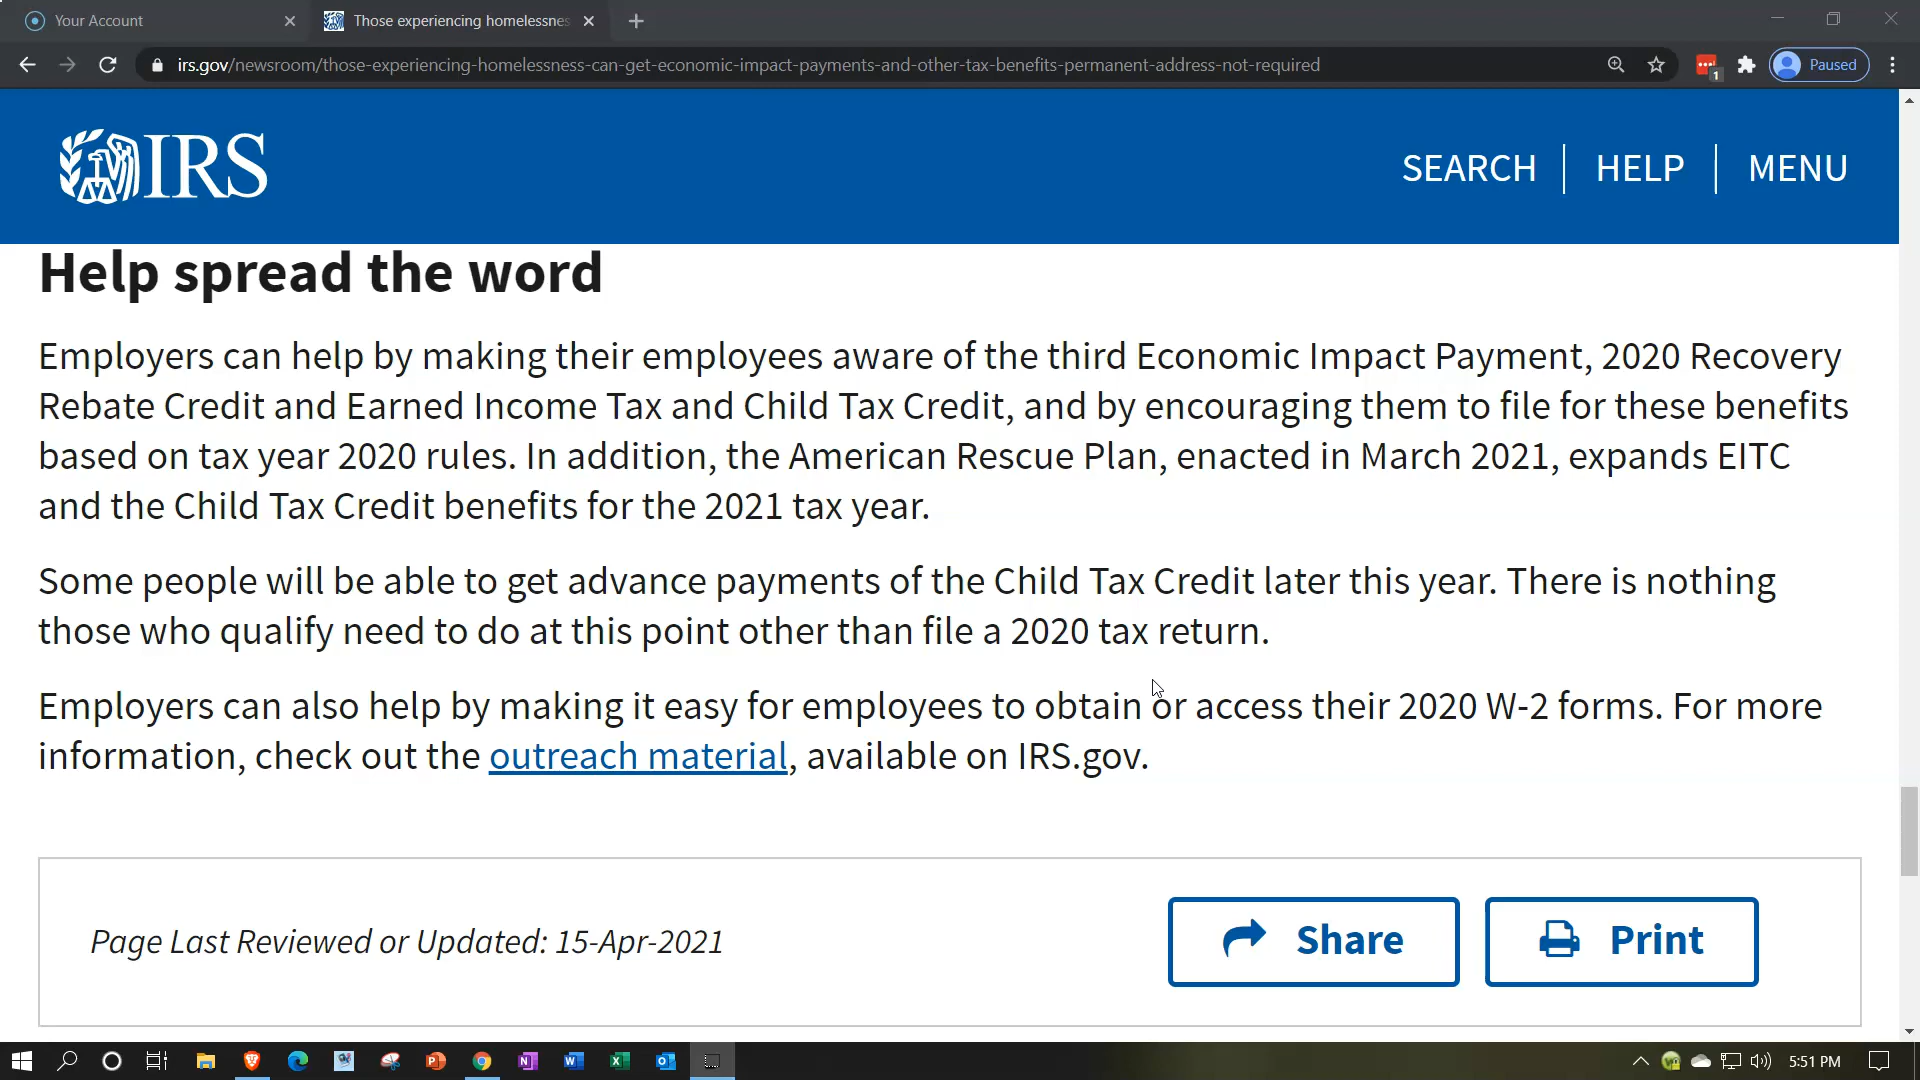 Your Account
Those experiencing homelessnes
irs.gov/newsroom/those-experiencing-homelessness-can-get-economic-impact-payments-and-other-tax-benefits-permanent-address-not-required
1
Paused
IRS
SEARCH
HELP
MENU
Help spread the word
Employers can help by making their employees aware of the third Economic Impact Payment, 2020 Recovery
Rebate Credit and Earned Income Tax and Child Tax Credit, and by encouraging them to file for these benefits
based on tax year 2020 rules. In addition, the American Rescue Plan, enacted in March 2021, expands EITC
and the Child Tax Credit benefits for the 2021 tax year.
Some people will be able to get advance payments of the Child Tax Credit later this year. There is nothing
those who qualify need to do at this point other than file a 2020 tax return.
Employers can also help by making it easy for employees to obtain or access their 2020 W-2 forms. For more
information, check out the outreach material, available on IRS.gov.
Page Last Reviewed or Updated: 15-Apr-2021
Share
Print
5:51 PM